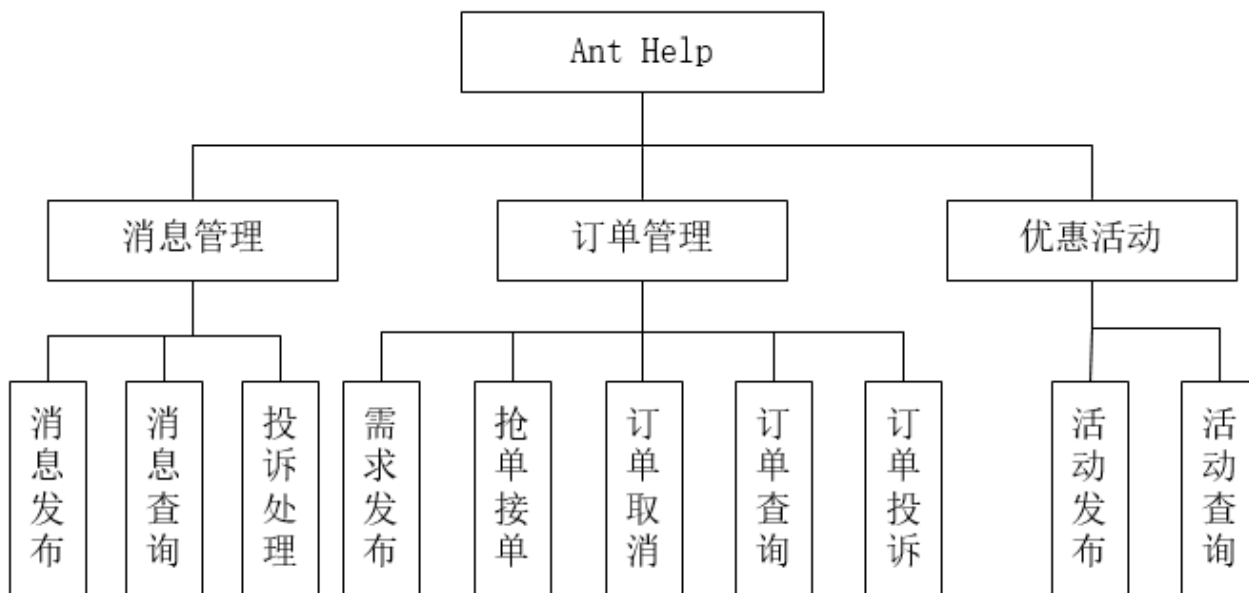 Ant Help
消息管理
订单管理
优惠活动
消息发布
消息查询
投诉处理
需求发布
抢单接单
订单取消
订单查询
订单投诉
活动发布
活动查询